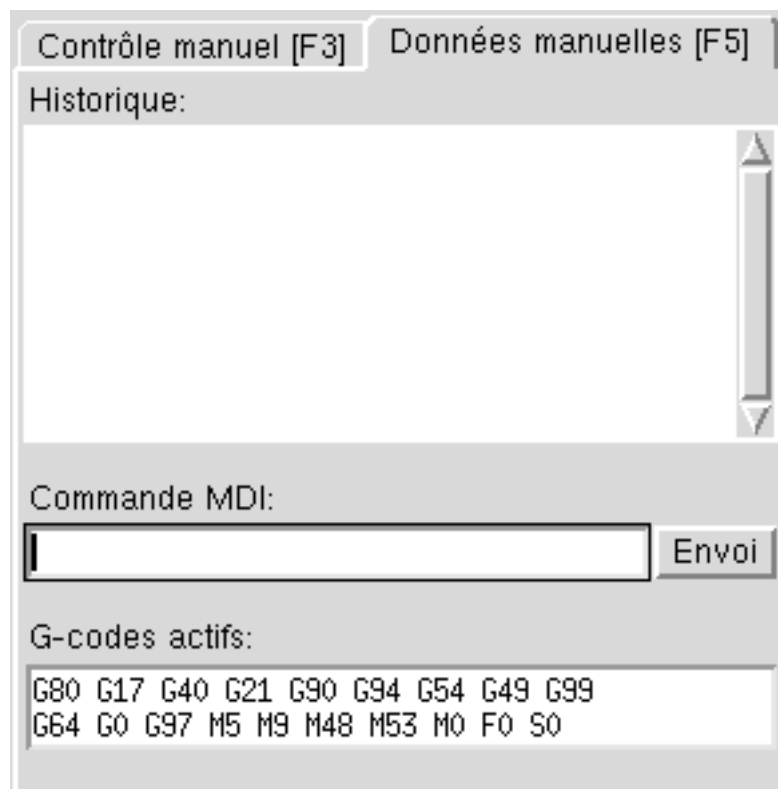 Contrôle manuel [F3] Données manuelles [F5]
Historique:
Commande MDI:
Envoi
G-codes actifs:
G80 G17 G40 G21 G90 G94 G54 G49 G99
G64 G0 G97 M5 M9 M48 M53 M0 F0 S0